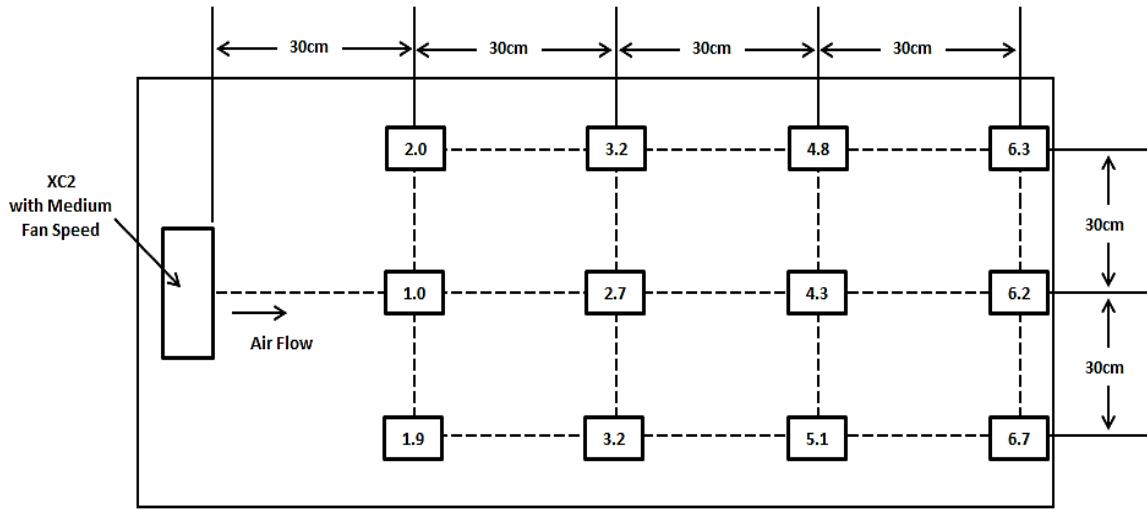 30cm 30cm 30cm 30cm
2.0 3.2 4.8 6.3
XC2
with Medium
Fan Speed
30cm
1.0 2.7 4.3 6.2
Air Flow
30cm
1.9 3.2 5.1 6.7